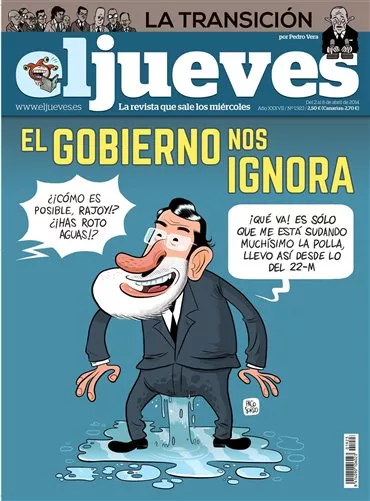 LA TRANSICIÓN
por Pedro Vera
el jueves
www.eljueves.es
La revista que sale los miércoles
Del 2 al 8 de abril de 2014
Año XXXVII / Nº 1923 / 2,50 € (Canarias: 2,70 €)
EL GOBIERNO NOS
IGNORA
¿¡CÓMO ES
POSIBLE, RAJOY!?
¿¡HAS ROTO
AGUAS!?
¡QUÉ VA! ES SÓLO
QUE ME ESTÁ SUDANDO
MUCHÍSIMO LA POLLA,
LLEVO ASÍ DESDE LO
DEL 22-M